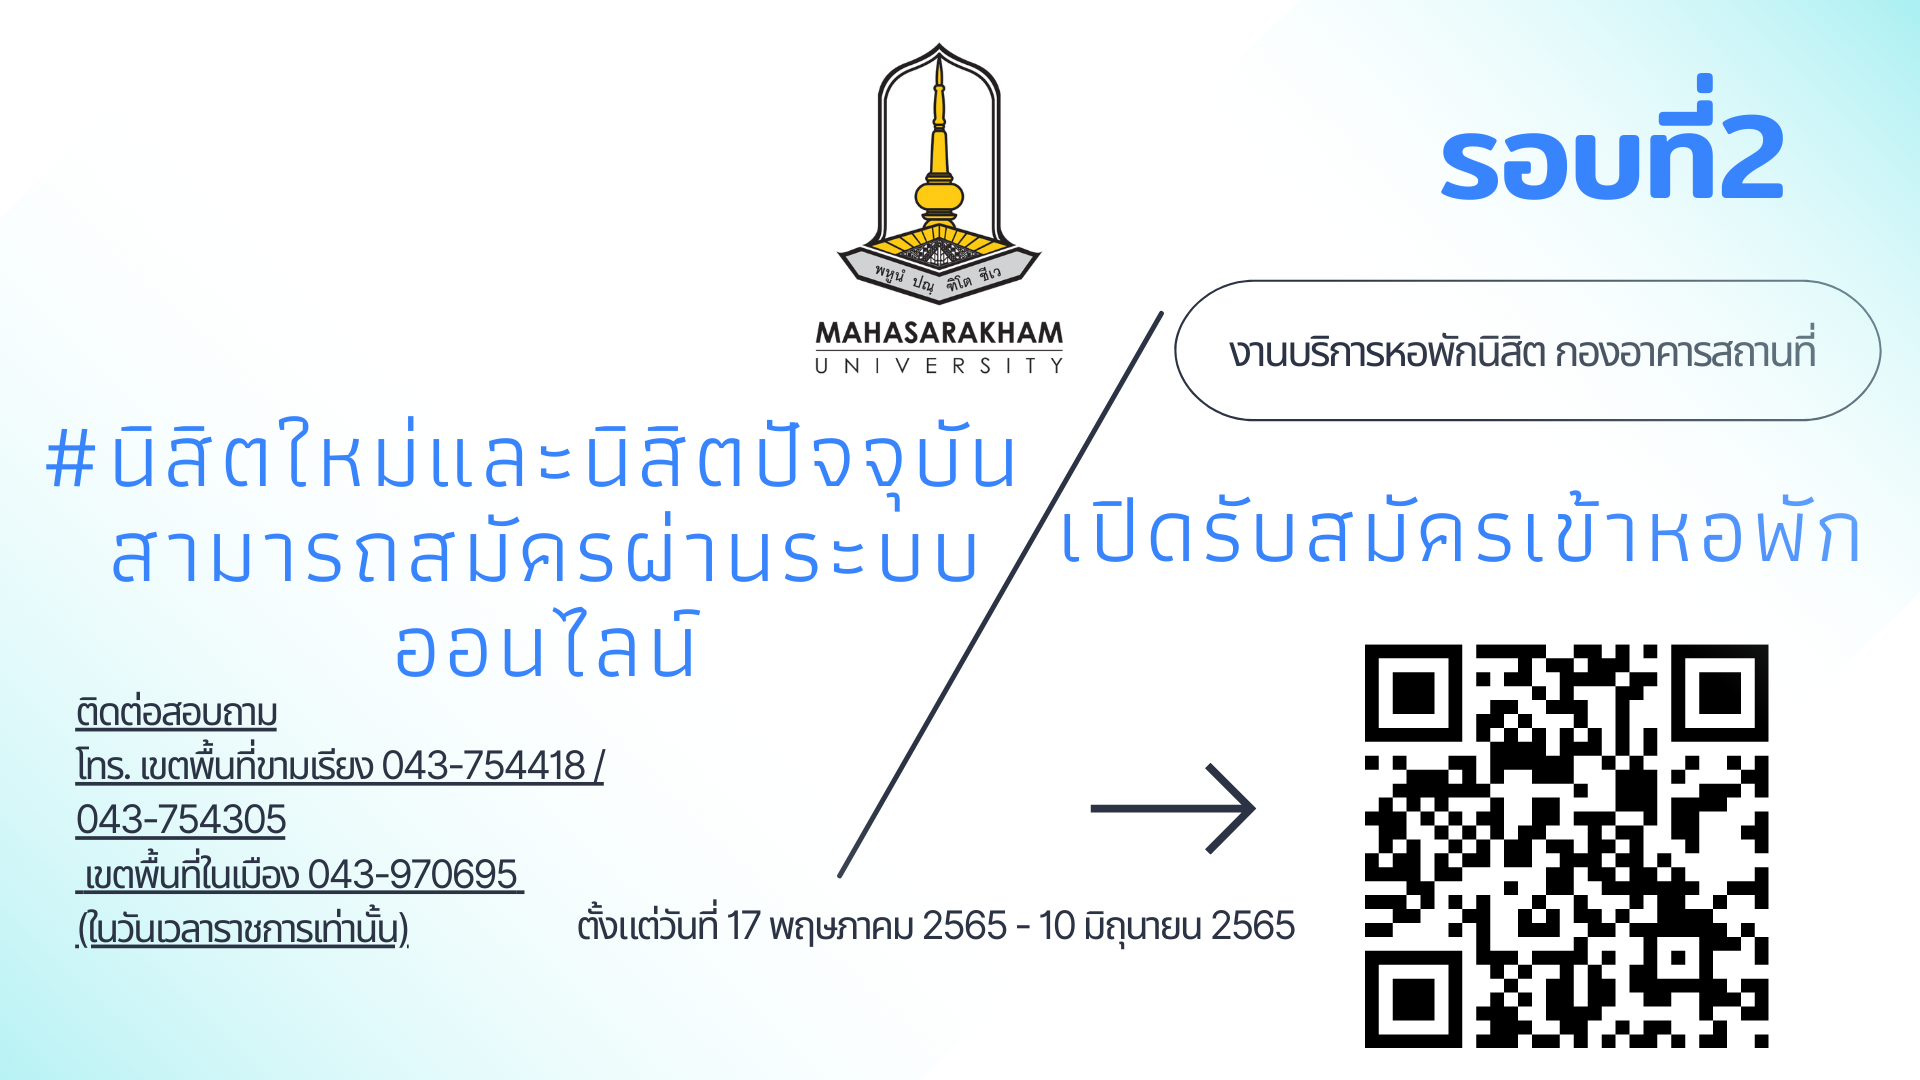 รอบที่2
พหูนํ ปณฺ ฑิโต ชีเว
MAHASARAKHAM
UNIVERSITY
งานบริการหอพักนิสิต กองอาคารสถานที่
#นิสิตใหม่และนิสิตปัจจุบัน
สามารถสมัครผ่านระบบ
ออนไลน์
เปิดรับสมัครเข้าหอพัก
ติดต่อสอบถาม
โทร. เขตพื้นที่ขามเรียง 043-754418 /
043-754305
เขตพื้นที่ในเมือง 043-970695
(ในวันเวลาราชการเท่านั้น)
ตั้งแต่วันที่ 17 พฤษภาคม 2565 - 10 มิถุนายน 2565